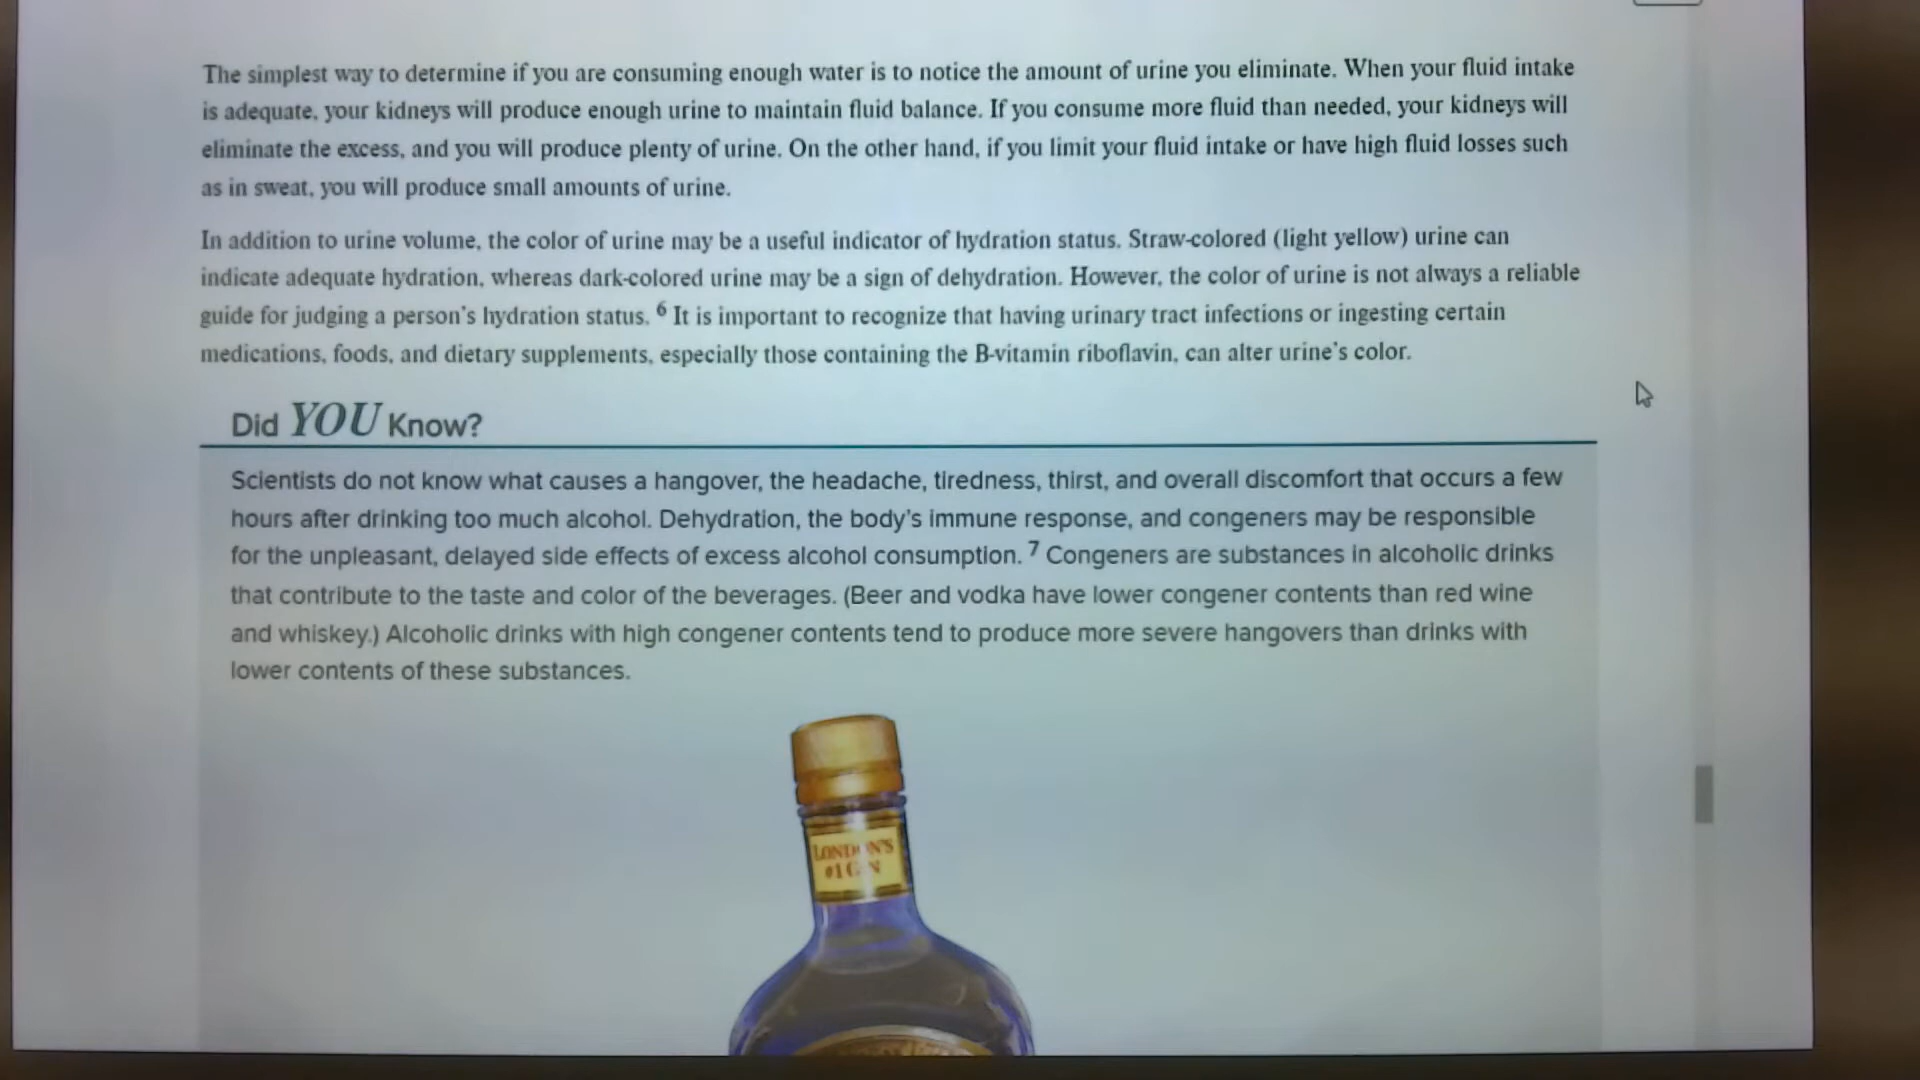 The simplest way to determine if you are consuming enough water is to notice the amount of urine you eliminate. When your fluid intake
is adequate, your kidneys will produce enough urine to maintain fluid balance. If you consume more fluid than needed, your kidneys will
eliminate the excess, and you will produce plenty of urine. On the other hand, if you limit your fluid intake or have high fluid losses such
as in sweat, you will produce small amounts of urine.
In addition to urine volume, the color of urine may be a useful indicator of hydration status. Straw-colored (light yellow) urine can
indicate adequate hydration, whereas dark-colored urine may be a sign of dehydration. However, the color of urine is not always a reliable
guide for judging a person's hydration status. 6 It is important to recognize that having urinary tract infections or ingesting certain
medications, foods, and dietary supplements, especially those containing the B-vitamin riboflavin, can alter urine's color.
Did YOU Know?
Scientists do not know what causes a hangover, the headache, tiredness, thirst, and overall discomfort that occurs a few
hours after drinking too much alcohol. Dehydration, the body's immune response, and congeners may be responsible
for the unpleasant, delayed side effects of excess alcohol consumption. 7 Congeners are substances in alcoholic drinks
that contribute to the taste and color of the beverages. (Beer and vodka have lower congener contents than red wine
and whiskey.) Alcoholic drinks with high congener contents tend to produce more severe hangovers than drinks with
lower contents of these substances.
LONDON'S
#1 GIN